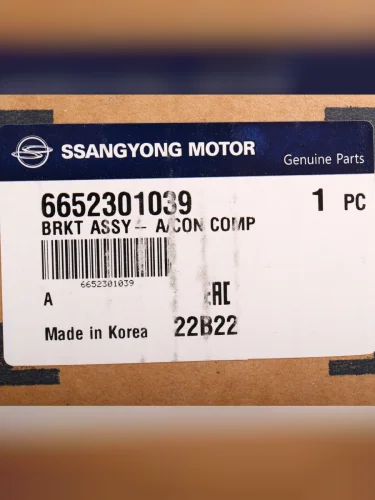 SSANGYONG MOTOR
Genuine Parts
6652301039 1 PC
BRKT ASSY-- A/CON COMP
6652301039
A EAC
Made in Korea 22B22